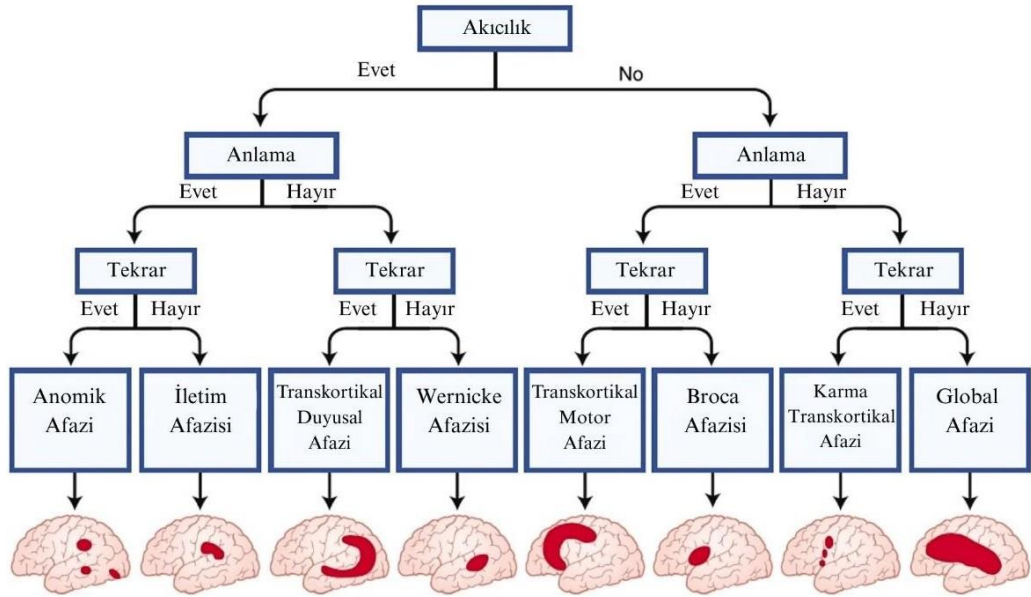 Akıcılık
Evet
No
Anlama
Anlama
Evet
Hayır
Evet
Hayır
Tekrar
Tekrar
Tekrar
Tekrar
Evet
Hayır
Evet
Hayır
Evet
Hayır
Evet
Hayır
Anomik
Afazi
İletim
Afazisi
Transkortikal
Duyusal
Afazi
Wernicke
Afazisi
Transkortikal
Motor
Afazi
Broca
Afazisi
Karma
Transkortikal
Afazi
Global
Afazi